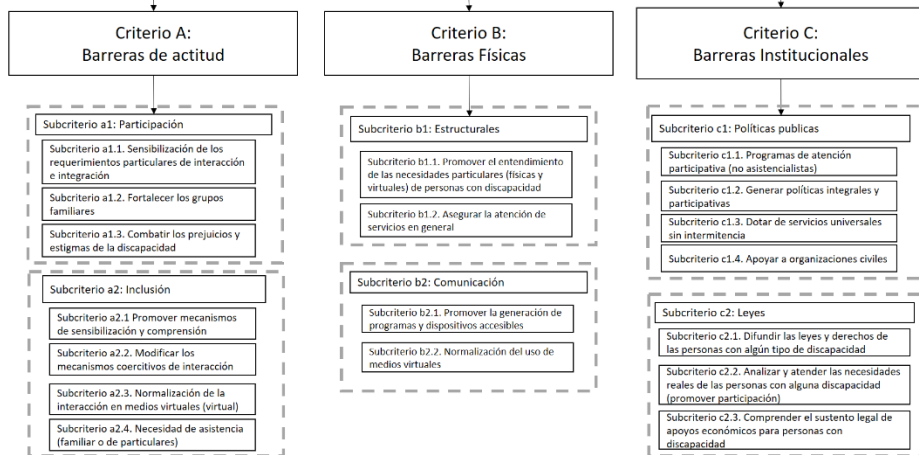 Criterio A:
Barreras de actitud
Subcriterio a1: Participación
Subcriterio a1.1. Sensibilización de los
requerimientos particulares de interacción
e integración
Subcriterio a1.2. Fortalecer los grupos
familiares
Subcriterio a1.3. Combatir los prejuicios y
estigmas de la discapacidad
Subcriterio a2: Inclusión
Subcriterio a2.1 Promover mecanismos
de sensibilización y comprensión
Subcriterio a2.2. Modificar los
mecanismos coercitivos de interacción
Subcriterio a2.3. Normalización de la
interacción en medios virtuales (virtual)
Subcriterio a2.4. Necesidad de asistencia
(familiar o de particulares)
Criterio B:
Barreras Físicas
Subcriterio b1: Estructurales
Subcriterio b1.1. Promover el entendimiento
de las necesidades particulares (físicas y
virtuales) de personas con discapacidad
Subcriterio b1.2. Asegurar la atención de
servicios en general
Subcriterio b2: Comunicación
Subcriterio b2.1. Promover la generación de
programas y dispositivos accesibles
Subcriterio b2.2. Normalización del uso de
medios virtuales
Criterio C:
Barreras Institucionales
Subcriterio c1: Políticas publicas
Subcriterio c1.1. Programas de atención
participativa (no asistencialistas)
Subcriterio c1.2. Generar políticas integrales y
participativas
Subcriterio c1.3. Dotar de servicios universales
sin intermitencia
Subcriterio c1.4. Apoyar a organizaciones civiles
Subcriterio c2: Leyes
Subcriterio c2.1. Difundir las leyes y derechos de
las personas con algún tipo de discapacidad
Subcriterio c2.2. Analizar y atender las necesidades
reales de las personas con alguna discapacidad
(promover participación)
Subcriterio c2.3. Comprender el sustento legal de
apoyos económicos para personas con
discapacidad